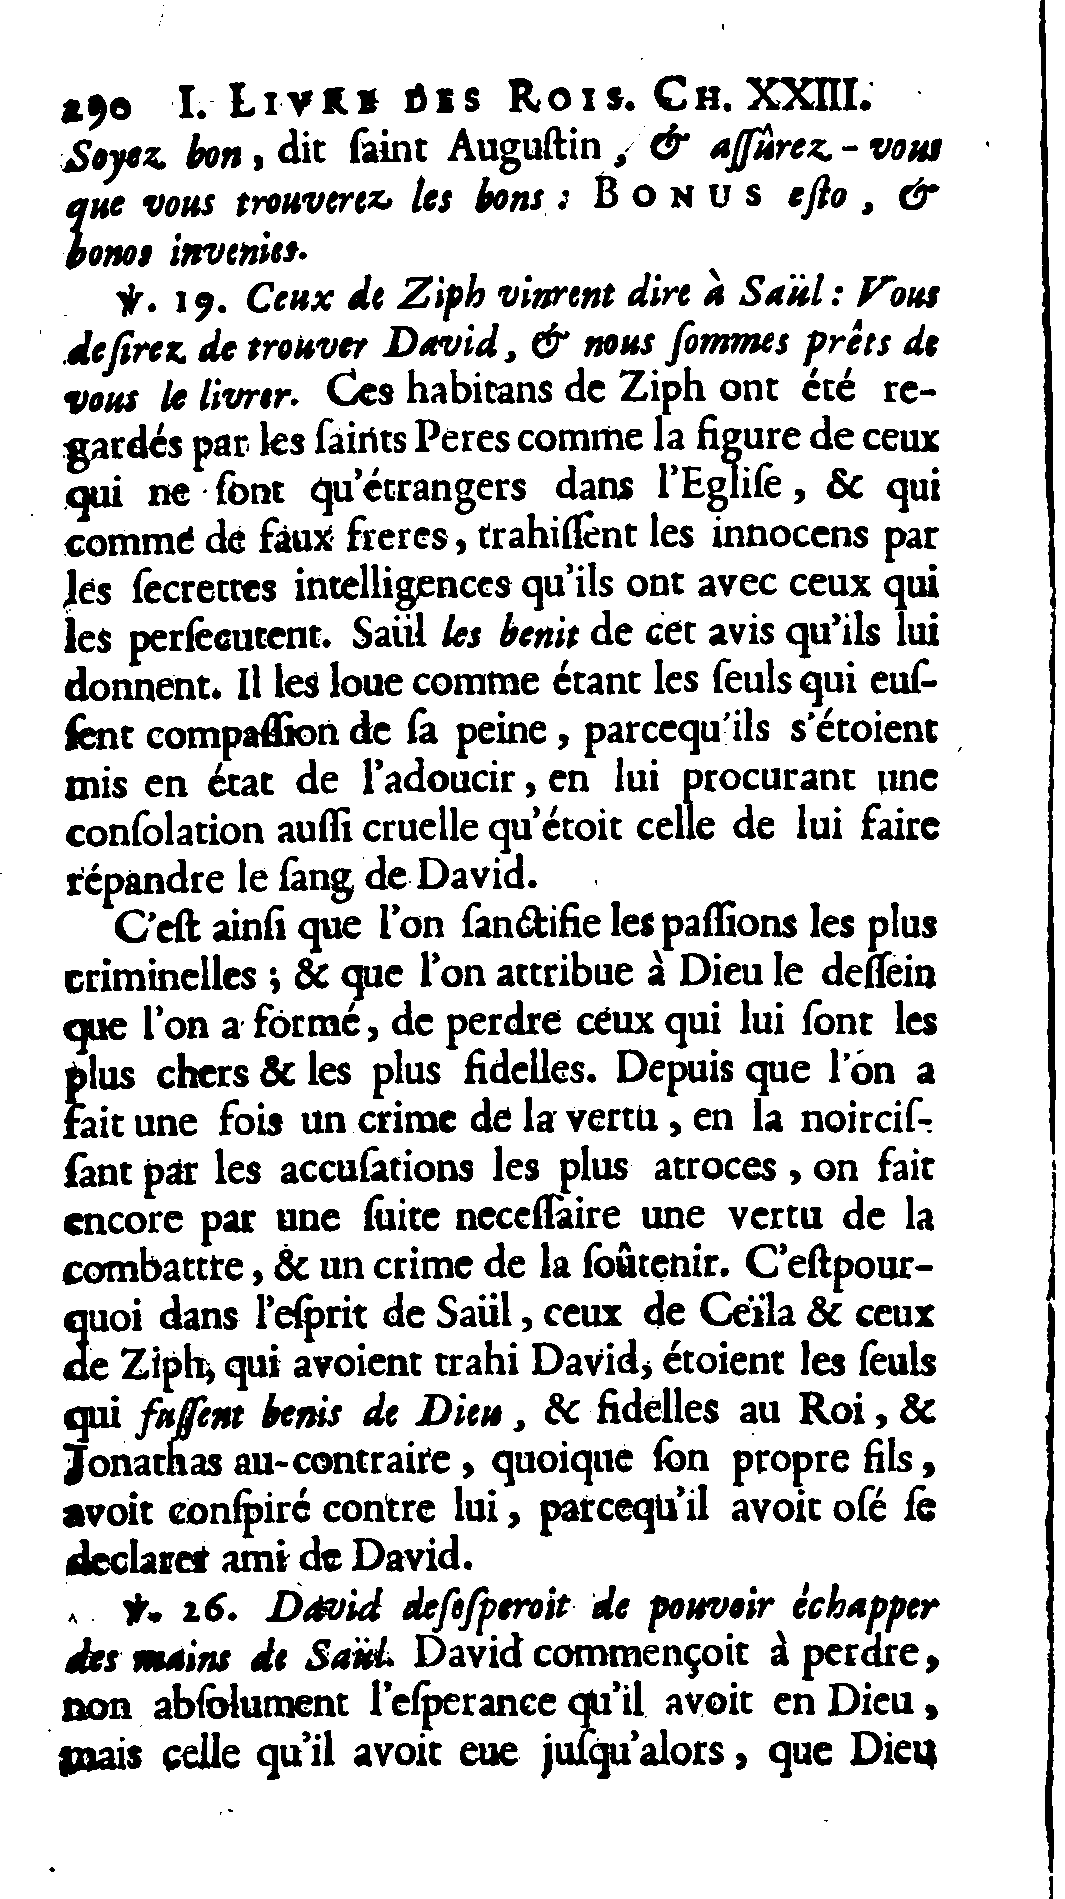 290 I. LIVRE DES ROIS. CH. XXIII.
Soyez bon, dit ſaint Auguſtin, & aſſûrez-vous
que vous trouverez les bons : BONUS eſto, &
bonos invenies.
℣. 19. Ceux de Ziph vinrent dire à Saül : Vous
deſirez de trouver David, & nous ſommes prêts de
vous le livrer. Ces habitans de Ziph ont été re-
gardés par les ſaints Peres comme la figure de ceux
qui ne ſont qu'étrangers dans l'Egliſe, & qui
comme de faux freres, trahiſſent les innocens par
les ſecrettes intelligences qu'ils ont avec ceux qui
les perſecutent. Saül les benit de cet avis qu'ils lui
donnent. Il les loue comme étant les ſeuls qui euſ-
ſent compaſſion de ſa peine, parcequ'ils s'étoient
mis en état de l'adoucir, en lui procurant une
conſolation auſſi cruelle qu'étoit celle de lui faire
répandre le ſang de David.
C'eſt ainſi que l'on ſanctifie les paſſions les plus
criminelles ; & que l'on attribue à Dieu le deſſein
que l'on a formé, de perdre ceux qui lui ſont les
plus chers & les plus fidelles. Depuis que l'on a
fait une fois un crime de la vertu, en la noirciſ-
ſant par les accuſations les plus atroces, on fait
encore par une ſuite neceſſaire une vertu de la
combattre, & un crime de la ſoûtenir. C'eſtpour-
quoi dans l'eſprit de Saül, ceux de Ceïla & ceux
de Ziph, qui avoient trahi David, étoient les ſeuls
qui fuſſent benis de Dieu, & fidelles au Roi, &
Jonathas au-contraire, quoique ſon propre fils,
avoit conſpiré contre lui, parcequ'il avoit oſé ſe
declarer ami de David.
℣. 26. David deſeſperoit de pouvoir échapper
des mains de Saül. David commençoit à perdre,
non abſolument l'eſperance qu'il avoit en Dieu,
mais celle qu'il avoit eue juſqu'alors, que Dieu